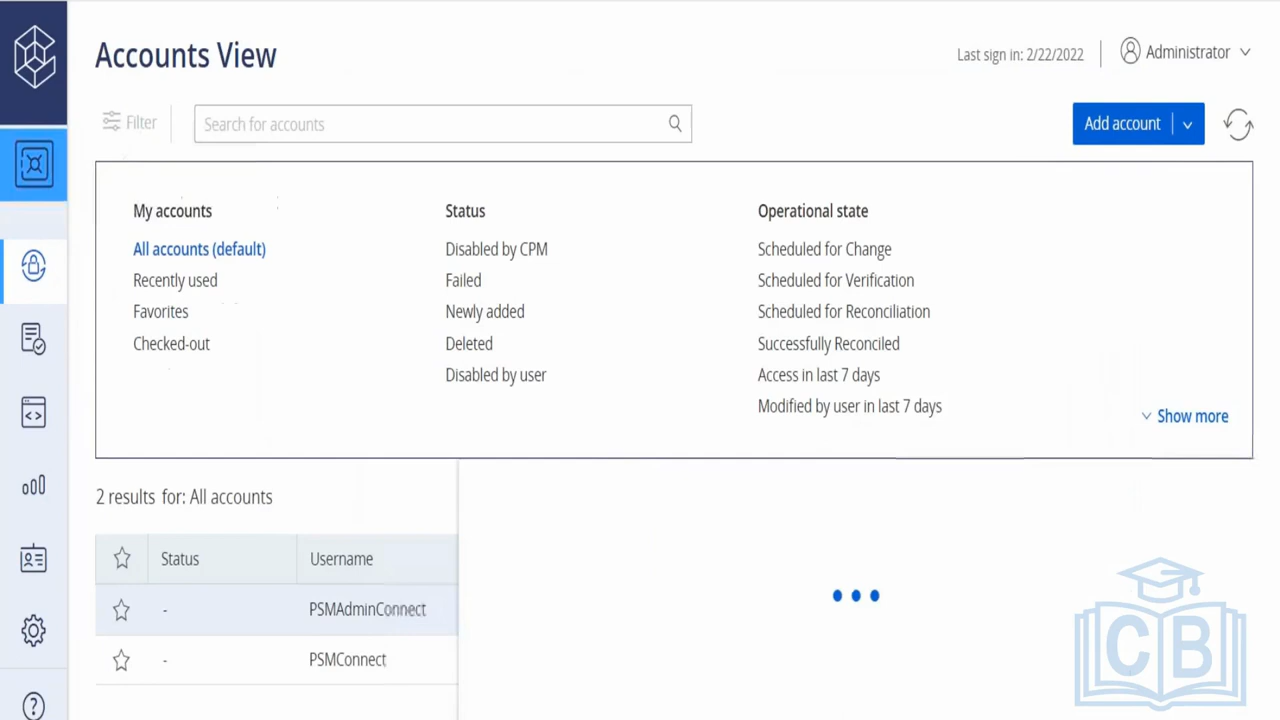 Accounts View
Last sign in: 2/22/2022
Administrator
Filter
Search for accounts
Add account
My accounts
All accounts (default)
Recently used
Favorites
Checked-out
Status
Disabled by CPM
Failed
Newly added
Deleted
Disabled by user
Operational state
Scheduled for Change
Scheduled for Verification
Scheduled for Reconciliation
Successfully Reconciled
Access in last 7 days
Modified by user in last 7 days
Show more
2 results for: All accounts
Status Username
- PSMAdminConnect
- PSMConnect
CB